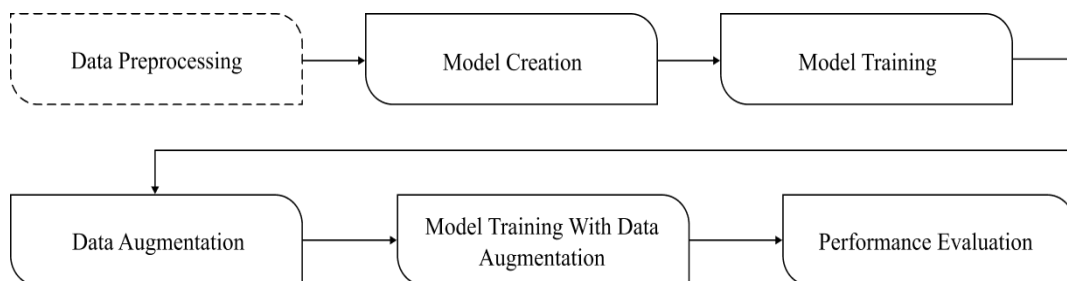 Data Preprocessing
Model Creation
Model Training
Data Augmentation
Model Training With Data
Augmentation
Performance Evaluation